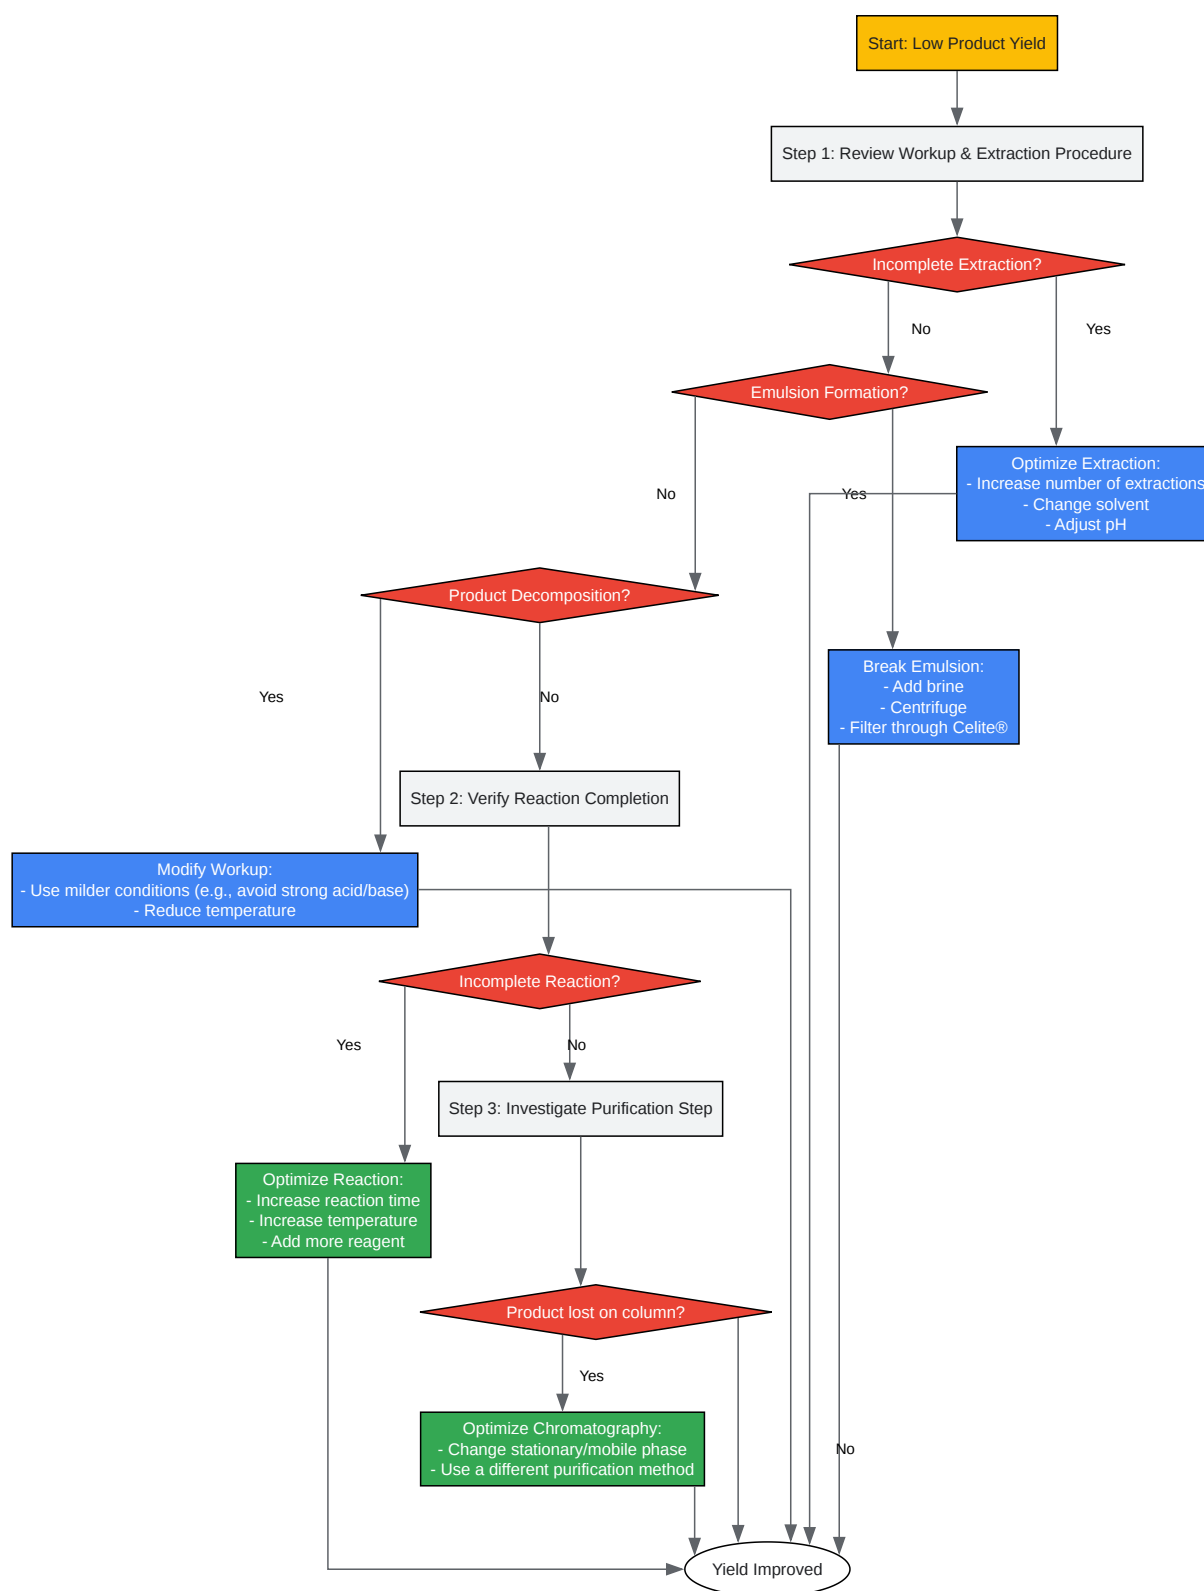 Start: Low Product Yield
Step 1: Review Workup & Extraction Procedure
Incomplete Extraction?
No
Yes
Emulsion Formation?
Optimize Extraction:
- Increase number of extractions
- Change solvent
- Adjust pH
No
Yes
Product Decomposition?
Break Emulsion:
- Add brine
- Centrifuge
- Filter through Celite®
Yes
No
Step 2: Verify Reaction Completion
Modify Workup:
- Use milder conditions (e.g., avoid strong acid/base)
- Reduce temperature
Incomplete Reaction?
Yes
No
Step 3: Investigate Purification Step
Optimize Reaction:
- Increase reaction time
- Increase temperature
- Add more reagent
Product lost on column?
Yes
Optimize Chromatography:
- Change stationary/mobile phase
- Use a different purification method
No
Yield Improved